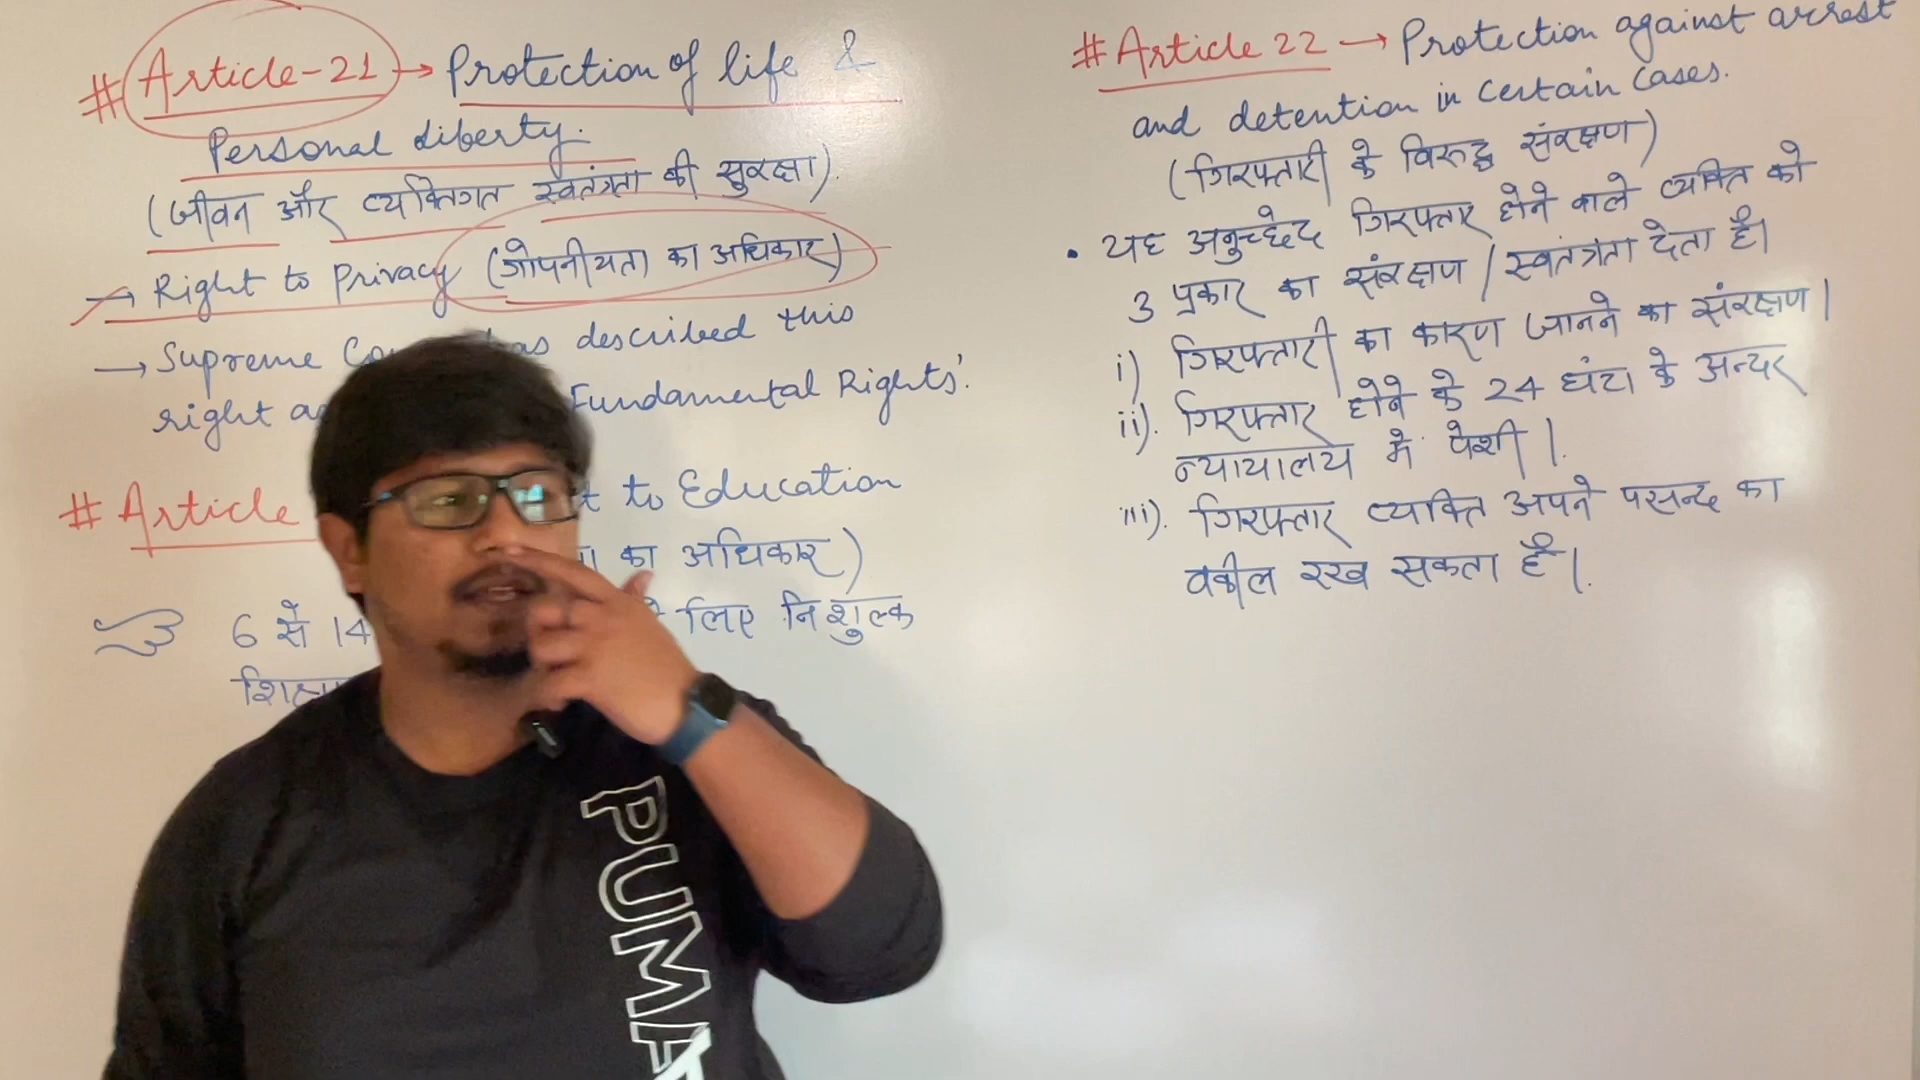 # Article-21 → Protection of life &
Personal Liberty.
(जीवन और व्यक्तिगत स्वतंत्रता की सुरक्षा).
→ Right to Privacy (गोपनीयता का अधिकार)
→ Supreme has described this
right Fundamental Rights'.
# Article to Education
का अधिकार)
6 से 14 लिए निशुल्क
# Article 22 → Protection against arrest
and detention in certain cases.
(गिरफ्तारी के विरुद्ध संरक्षण)
• यह अनुच्छेद गिरफ्तार होने वाले व्यक्ति को
3 प्रकार का संरक्षण / स्वतंत्रता देता है।
i) गिरफ्तारी का कारण जानने का संरक्षण।
ii). गिरफ्तार होने के 24 घंटा के अन्दर
न्यायालय में पेशी।.
iii). गिरफ्तार व्यक्ति अपने पसन्द का
वकील रख सकता है।.
PUMA